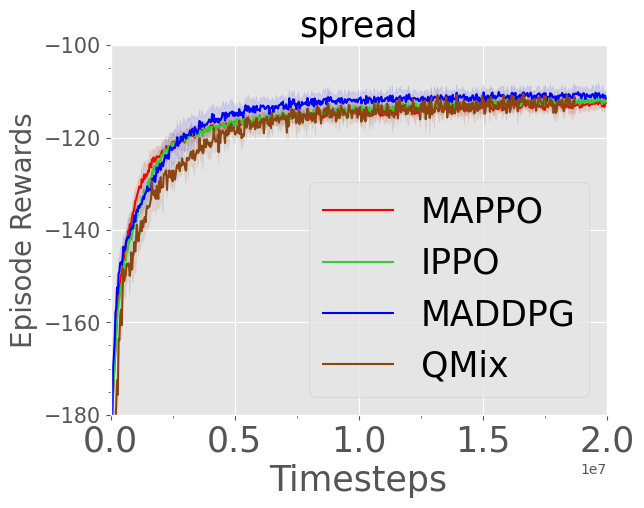 spread
Episode Rewards
−100
−120
−140
−160
−180
MAPPO
IPPO
MADDPG
QMix
0.0 0.5 1.0 1.5 2.0
1e7
Timesteps